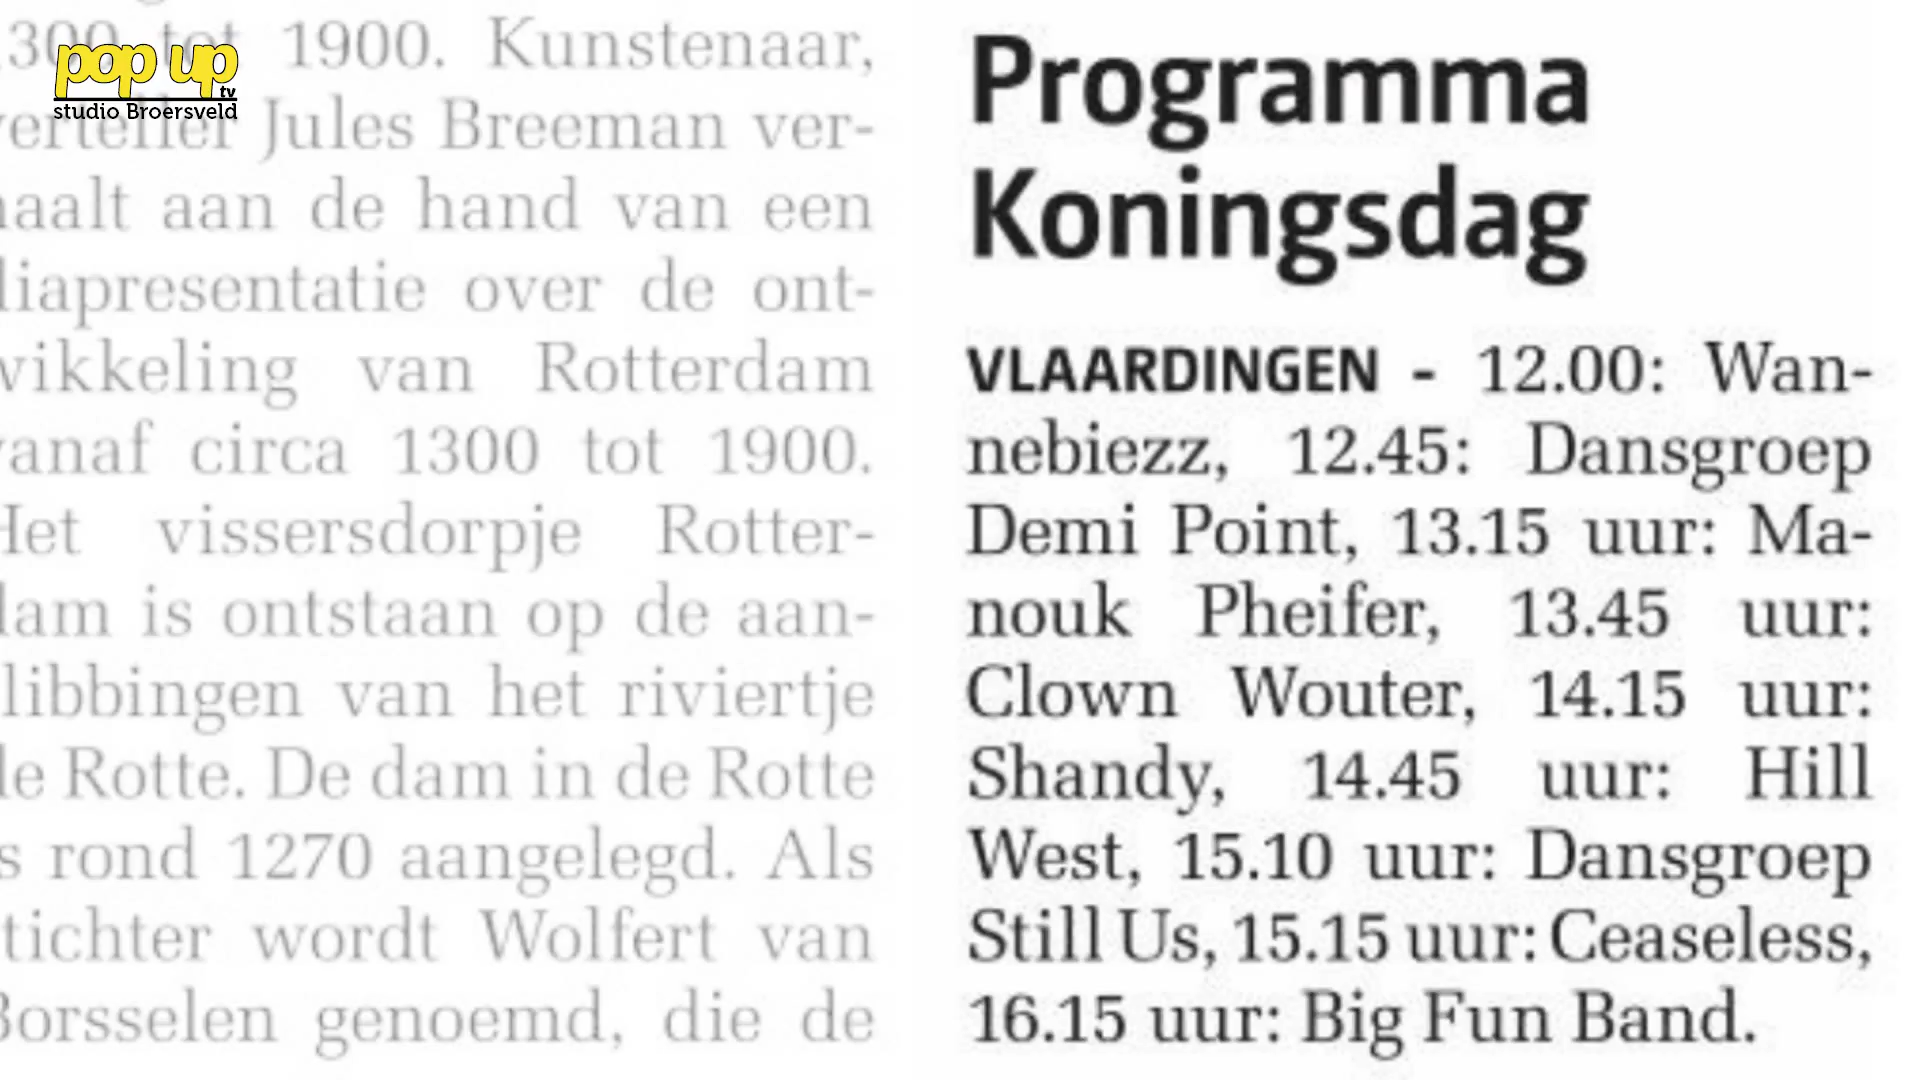 pop up
tv
studio Broersveld
tot 1900. Kunstenaar,
verteller Jules Breeman ver-
haalt aan de hand van een
diapresentatie over de ont-
wikkeling van Rotterdam
vanaf circa 1300 tot 1900.
Het vissersdorpje Rotter-
dam is ontstaan op de aan-
slibbingen van het riviertje
de Rotte. De dam in de Rotte
is rond 1270 aangelegd. Als
stichter wordt Wolfert van
Borsselen genoemd, die de
Programma
Koningsdag
VLAARDINGEN - 12.00: Wan-
nebiezz, 12.45: Dansgroep
Demi Point, 13.15 uur: Ma-
nouk Pheifer, 13.45 uur:
Clown Wouter, 14.15 uur:
Shandy, 14.45 uur: Hill
West, 15.10 uur: Dansgroep
Still Us, 15.15 uur: Ceaseless,
16.15 uur: Big Fun Band.